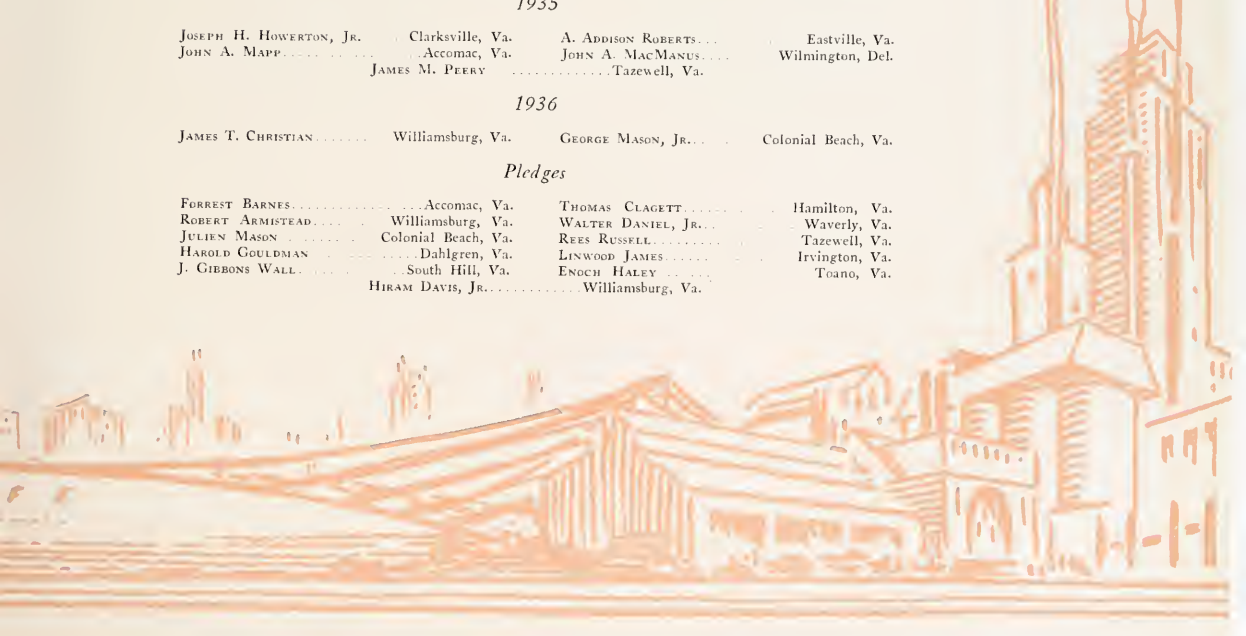 1935
JOSEPH H. HOWERTON, JR. Clarksville, Va. A. ADDISON ROBERTS... Eastville, Va.
JOHN A. MAPP........Accomac, Va. JOHN A. MACMANUS.... Wilmington, Del.
JAMES M. PEERY .............Tazewell, Va.
1936
JAMES T. CHRISTIAN....... Williamsburg, Va. GEORGE MASON, JR... Colonial Beach, Va.
Pledges
FORREST BARNES...............Accomac, Va. THOMAS CLAGETT........ Hamilton, Va.
ROBERT ARMISTEAD.... Williamsburg, Va. WALTER DANIEL, JR... Waverly, Va.
JULIEN MASON ....... Colonial Beach, Va. REES RUSSELL.......... Tazewell, Va.
HAROLD GOULDMAN .......Dahlgren, Va. LINWOOD JAMES........ Irvington, Va.
J. GIBBONS WALL.......South Hill, Va. ENOCH HALEY ..... Toano, Va.
HIRAM DAVIS, JR.............Williamsburg, Va.